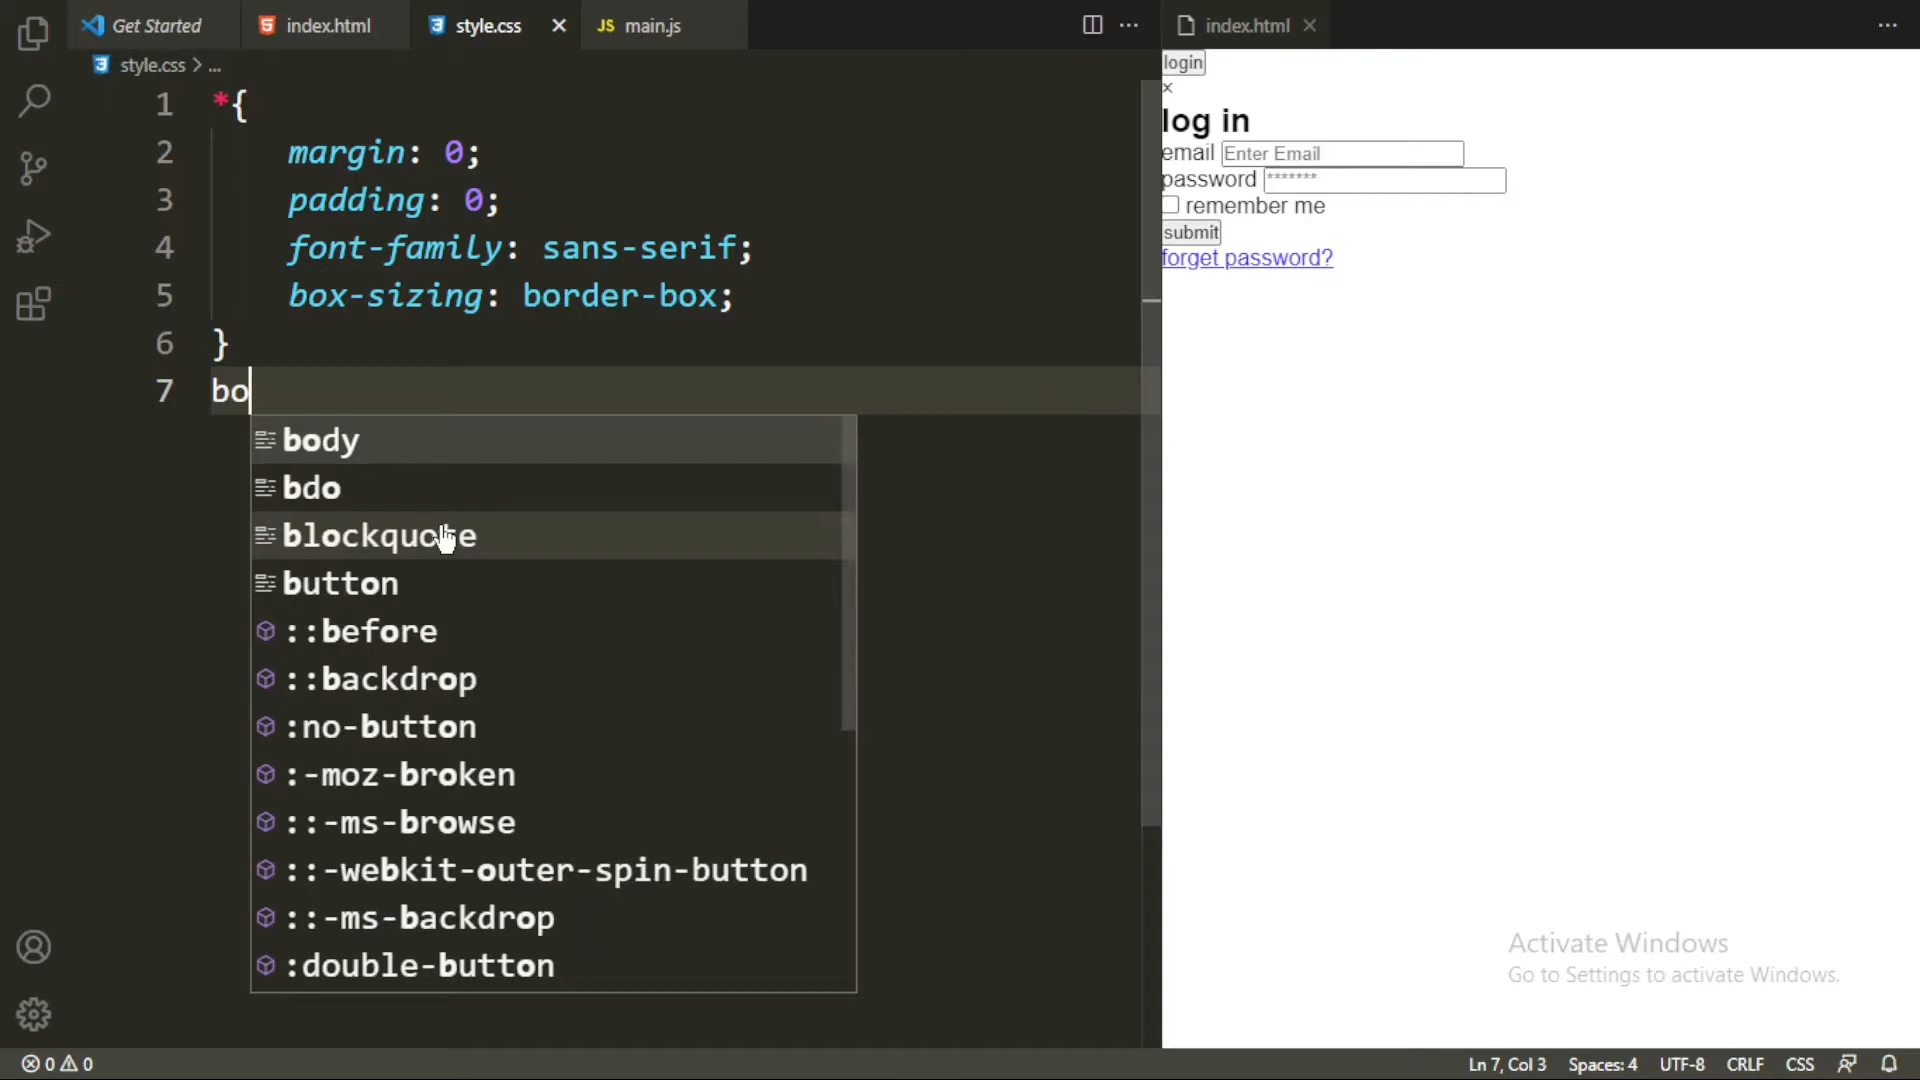 Get Started
index.html
style.css
JS main.js
index.html
style.css > ...
1 *{
2 margin: 0;
3 padding: 0;
4 font-family: sans-serif;
5 box-sizing: border-box;
6 }
7 bo
body
bdo
blockquote
button
::before
::backdrop
:no-button
:-moz-broken
::-ms-browse
::-webkit-outer-spin-button
::-ms-backdrop
:double-button
login
×
log in
email Enter Email
password *******
remember me
submit
forget password?
Activate Windows
Go to Settings to activate Windows.
0 0
Ln 7, Col 3 Spaces: 4 UTF-8 CRLF CSS